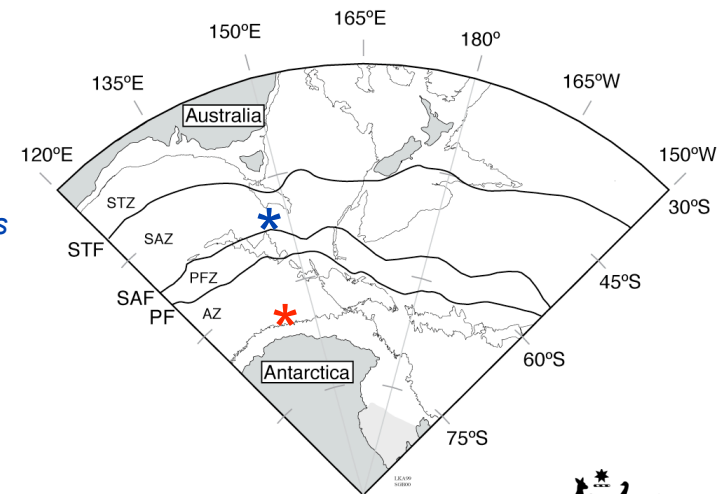 165ºE
150ºE
180º
135ºE
165ºW
Australia
120ºE
150ºW
30ºS
STZ
s
STF
SAZ
*
45ºS
PFZ
SAF
PF
AZ
*
60ºS
Antarctica
75ºS